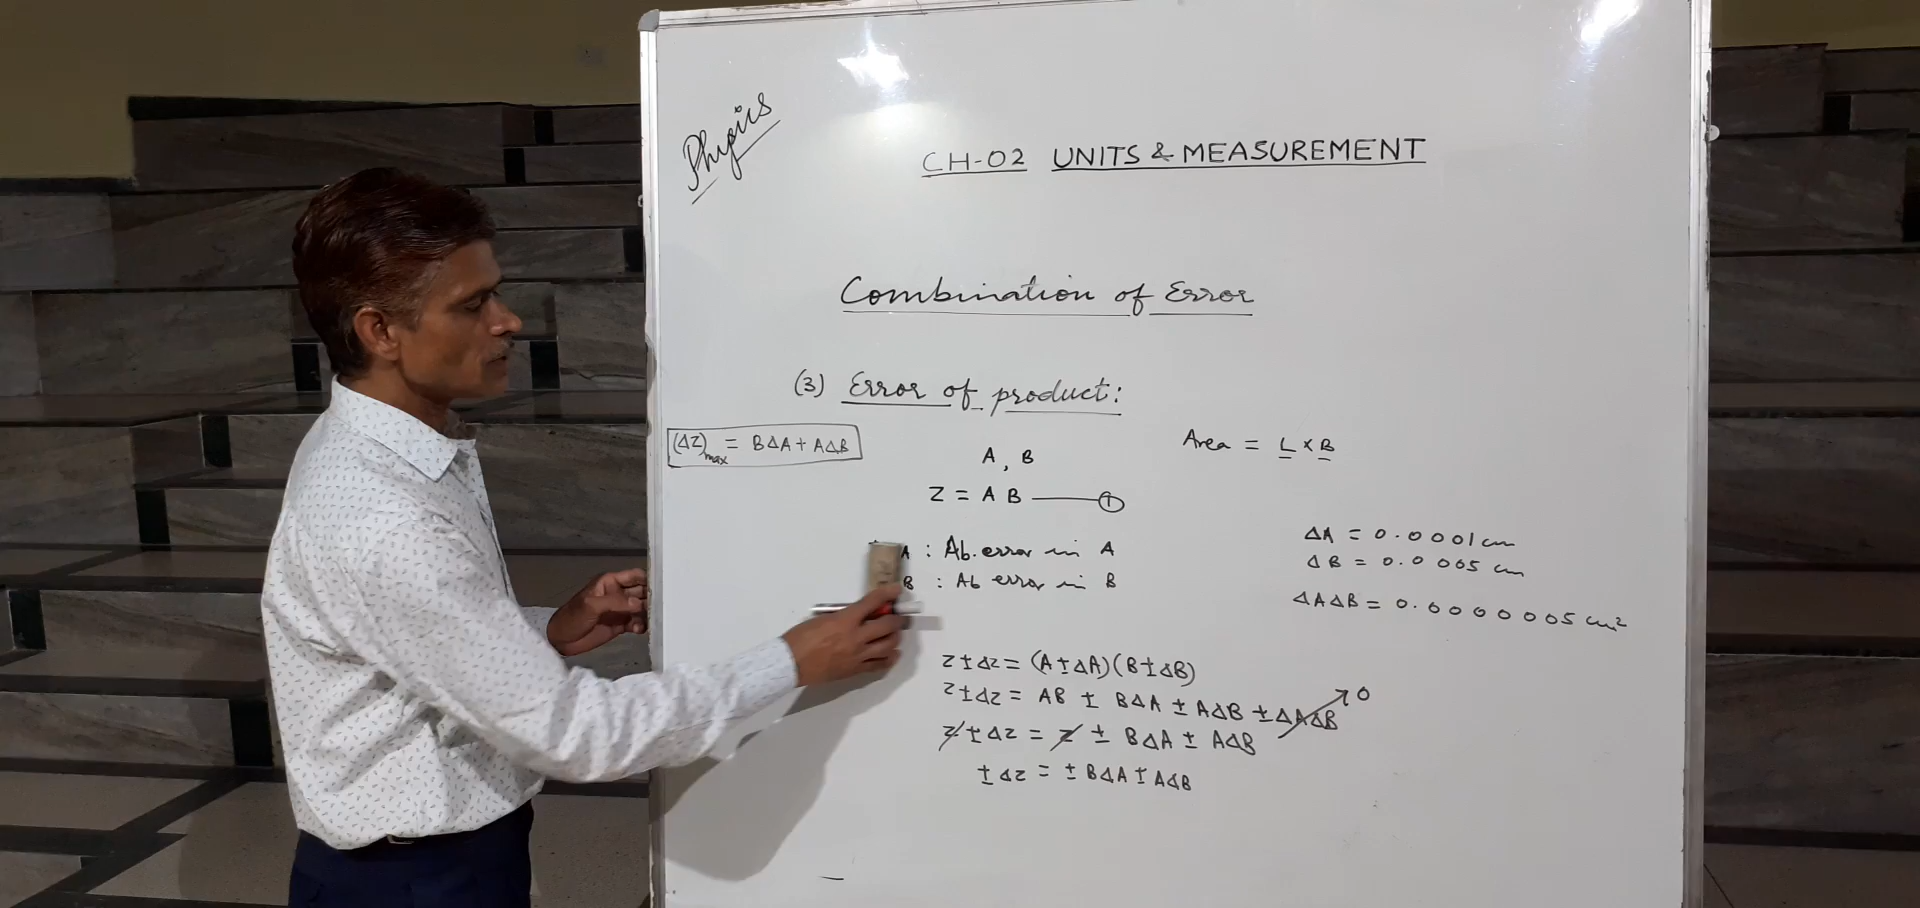 Physics
CH-02 UNITS & MEASUREMENT
Combination of Error
(3) Error of product:
(ΔZ)max = BΔA + AΔB
A, B
Area = L × B
Z = A B ——— ①
A : Ab. error in A
B : Ab error in B
ΔA = 0.0001 cm
ΔB = 0.0005 cm
ΔAΔB = 0.00000005 cm²
Z ± ΔZ = (A ± ΔA)(B ± ΔB)
Z ± ΔZ = AB ± BΔA ± AΔB ± ΔAΔB → 0
Z ± ΔZ = Z ± BΔA ± AΔB
± ΔZ = ± BΔA ± AΔB